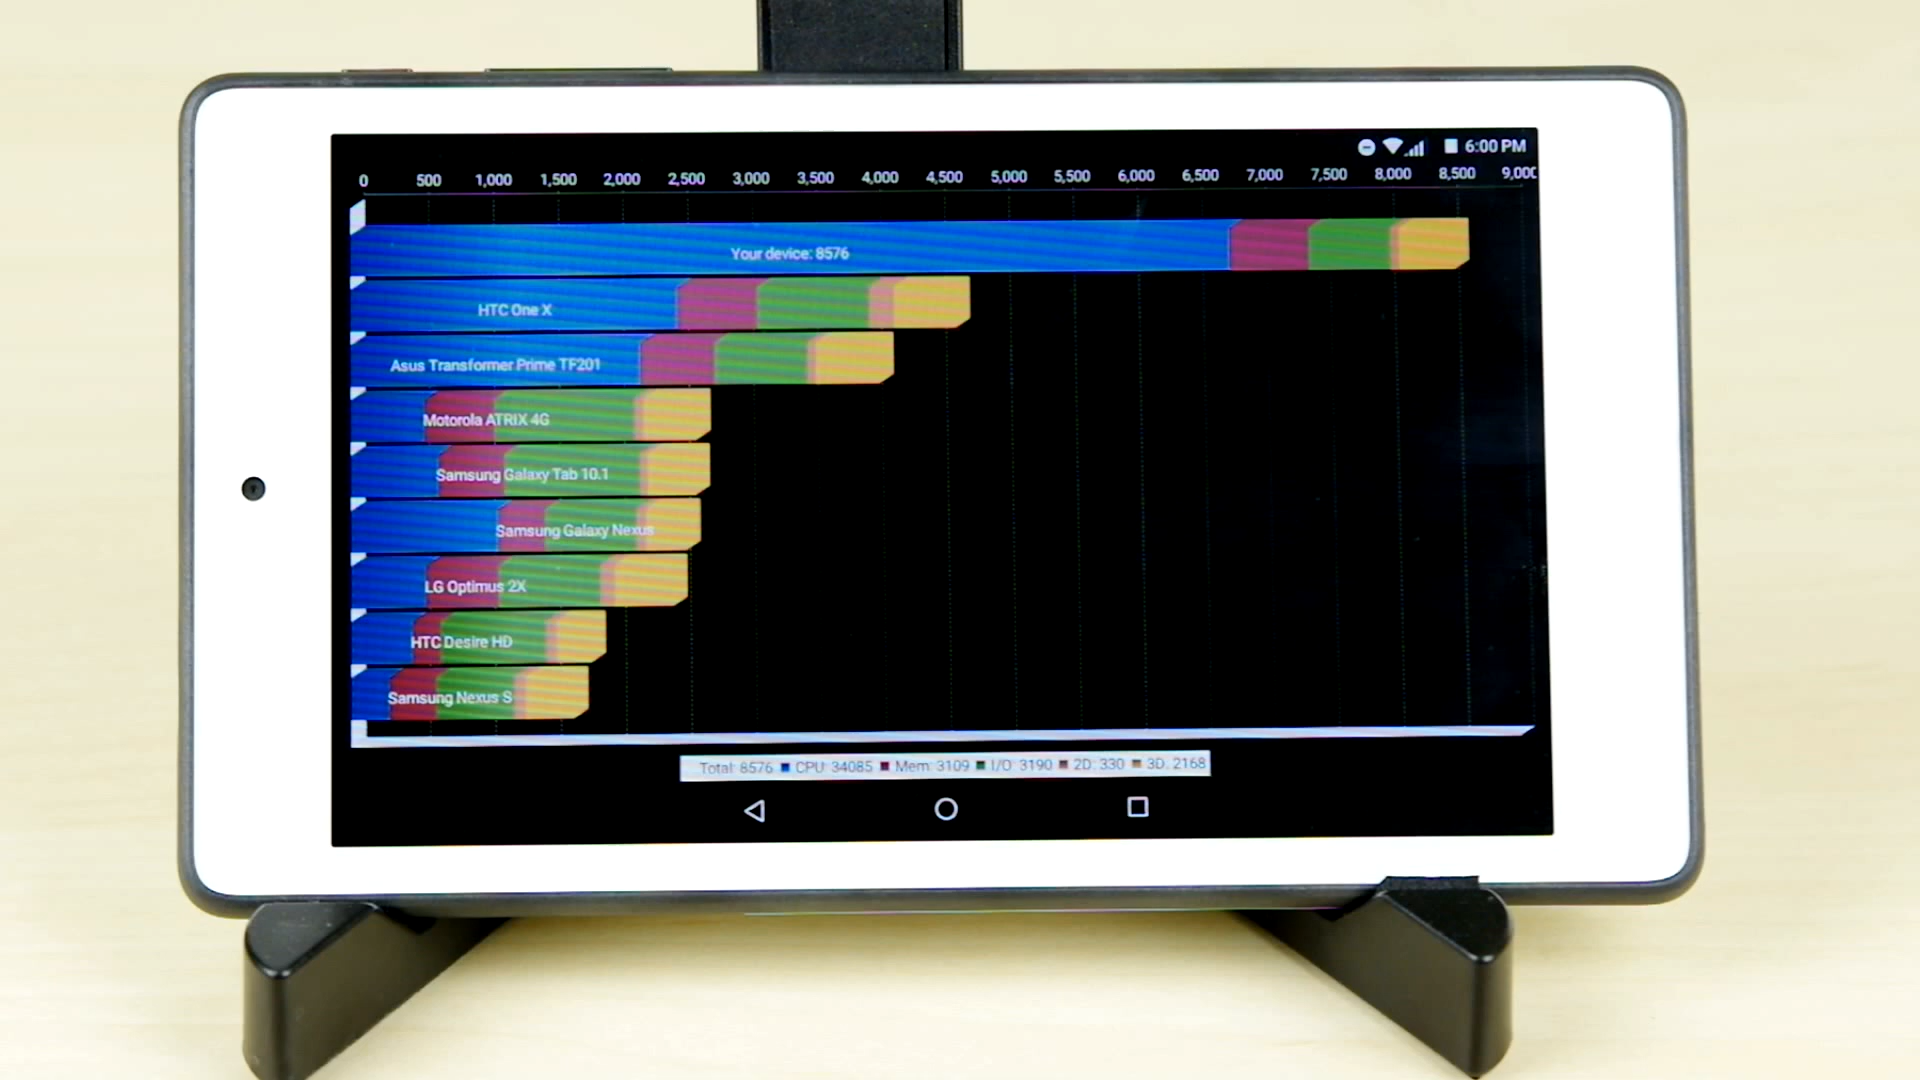 6:00 PM
0 500 1,000 1,500 2,000 2,500 3,000 3,500 4,000 4,500 5,000 5,500 6,000 6,500 7,000 7,500 8,000 8,500 9,000
Your device: 8576
HTC One X
Asus Transformer Prime TF201
Motorola ATRIX 4G
Samsung Galaxy Tab 10.1
Samsung Galaxy Nexus
LG Optimus 2X
HTC Desire HD
Samsung Nexus S
Total: 8576 CPU: 34085 Mem: 3109 I/O: 3190 2D: 330 3D: 2168